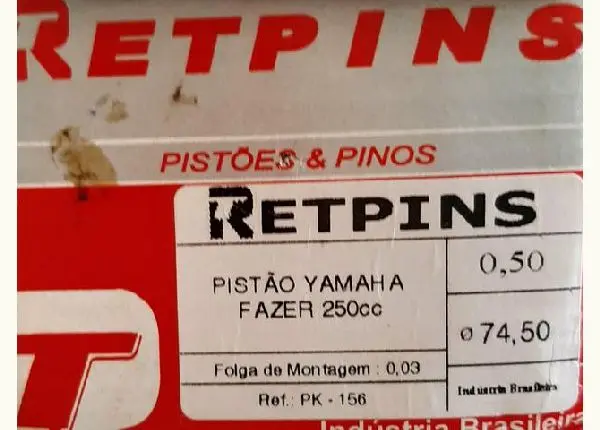 RETPINS
PISTÕES & PINOS
RETPINS
PISTÃO YAMAHA
FAZER 250cc
0,50
ø 74,50
Folga de Montagem : 0,03
Ref.: PK - 156
Indústria Brasileira
T
Indústria Brasileira